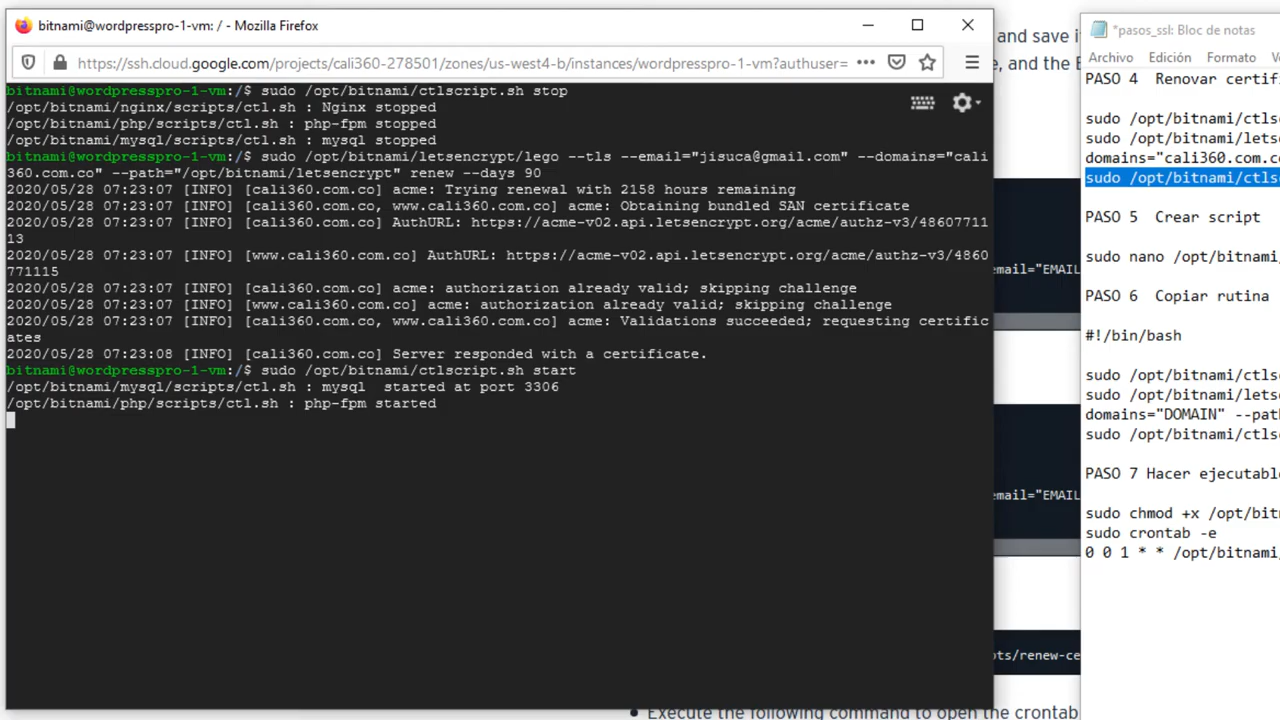 bitnami@wordpresspro-1-vm: / - Mozilla Firefox
https://ssh.cloud.google.com/projects/cali360-278501/zones/us-west4-b/instances/wordpresspro-1-vm?authuser=
bitnami@wordpresspro-1-vm:/$ sudo /opt/bitnami/ctlscript.sh stop
/opt/bitnami/nginx/scripts/ctl.sh : Nginx stopped
/opt/bitnami/php/scripts/ctl.sh : php-fpm stopped
/opt/bitnami/mysql/scripts/ctl.sh : mysql stopped
bitnami@wordpresspro-1-vm:/$ sudo /opt/bitnami/letsencrypt/lego --tls --email="jisuca@gmail.com" --domains="cali
360.com.co" --path="/opt/bitnami/letsencrypt" renew --days 90
2020/05/28 07:23:07 [INFO] [cali360.com.co] acme: Trying renewal with 2158 hours remaining
2020/05/28 07:23:07 [INFO] [cali360.com.co, www.cali360.com.co] acme: Obtaining bundled SAN certificate
2020/05/28 07:23:07 [INFO] [cali360.com.co] AuthURL: https://acme-v02.api.letsencrypt.org/acme/authz-v3/48607711
13
2020/05/28 07:23:07 [INFO] [www.cali360.com.co] AuthURL: https://acme-v02.api.letsencrypt.org/acme/authz-v3/4860
771115
2020/05/28 07:23:07 [INFO] [cali360.com.co] acme: authorization already valid; skipping challenge
2020/05/28 07:23:07 [INFO] [www.cali360.com.co] acme: authorization already valid; skipping challenge
2020/05/28 07:23:07 [INFO] [cali360.com.co, www.cali360.com.co] acme: Validations succeeded; requesting certific
ates
2020/05/28 07:23:08 [INFO] [cali360.com.co] Server responded with a certificate.
bitnami@wordpresspro-1-vm:/$ sudo /opt/bitnami/ctlscript.sh start
/opt/bitnami/mysql/scripts/ctl.sh : mysql  started at port 3306
/opt/bitnami/php/scripts/ctl.sh : php-fpm started
and save i
, and the E
email="EMAIL
email="EMAIL
ots/renew-ce
Execute the following command to open the crontab
*pasos_ssl: Bloc de notas
Archivo Edición Formato Ve
PASO 4  Renovar certifi
sudo /opt/bitnami/ctls
sudo /opt/bitnami/lets
domains="cali360.com.c
sudo /opt/bitnami/ctls
PASO 5  Crear script
sudo nano /opt/bitnami/
PASO 6  Copiar rutina
#!/bin/bash
sudo /opt/bitnami/ctls
sudo /opt/bitnami/lets
domains="DOMAIN" --path
sudo /opt/bitnami/ctls
PASO 7 Hacer ejecutable
sudo chmod +x /opt/bitn
sudo crontab -e
0 0 1 * * /opt/bitnami/